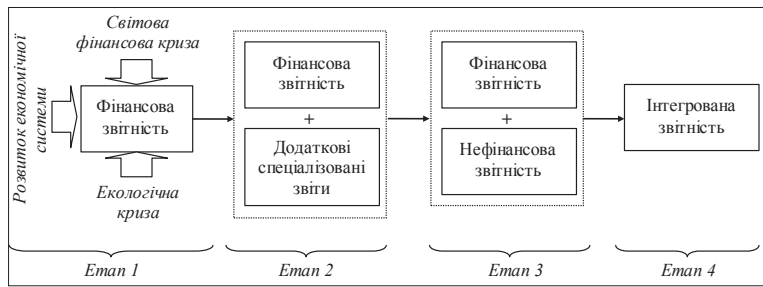 Розвиток економічної
системи
Світова
фінансова криза
Фінансова
звітність
Екологічна
криза
Фінансова
звітність
+
Додаткові
спеціалізовані
звіти
Фінансова
звітність
+
Нефінансова
звітність
Інтегрована
звітність
Етап 1
Етап 2
Етап 3
Етап 4